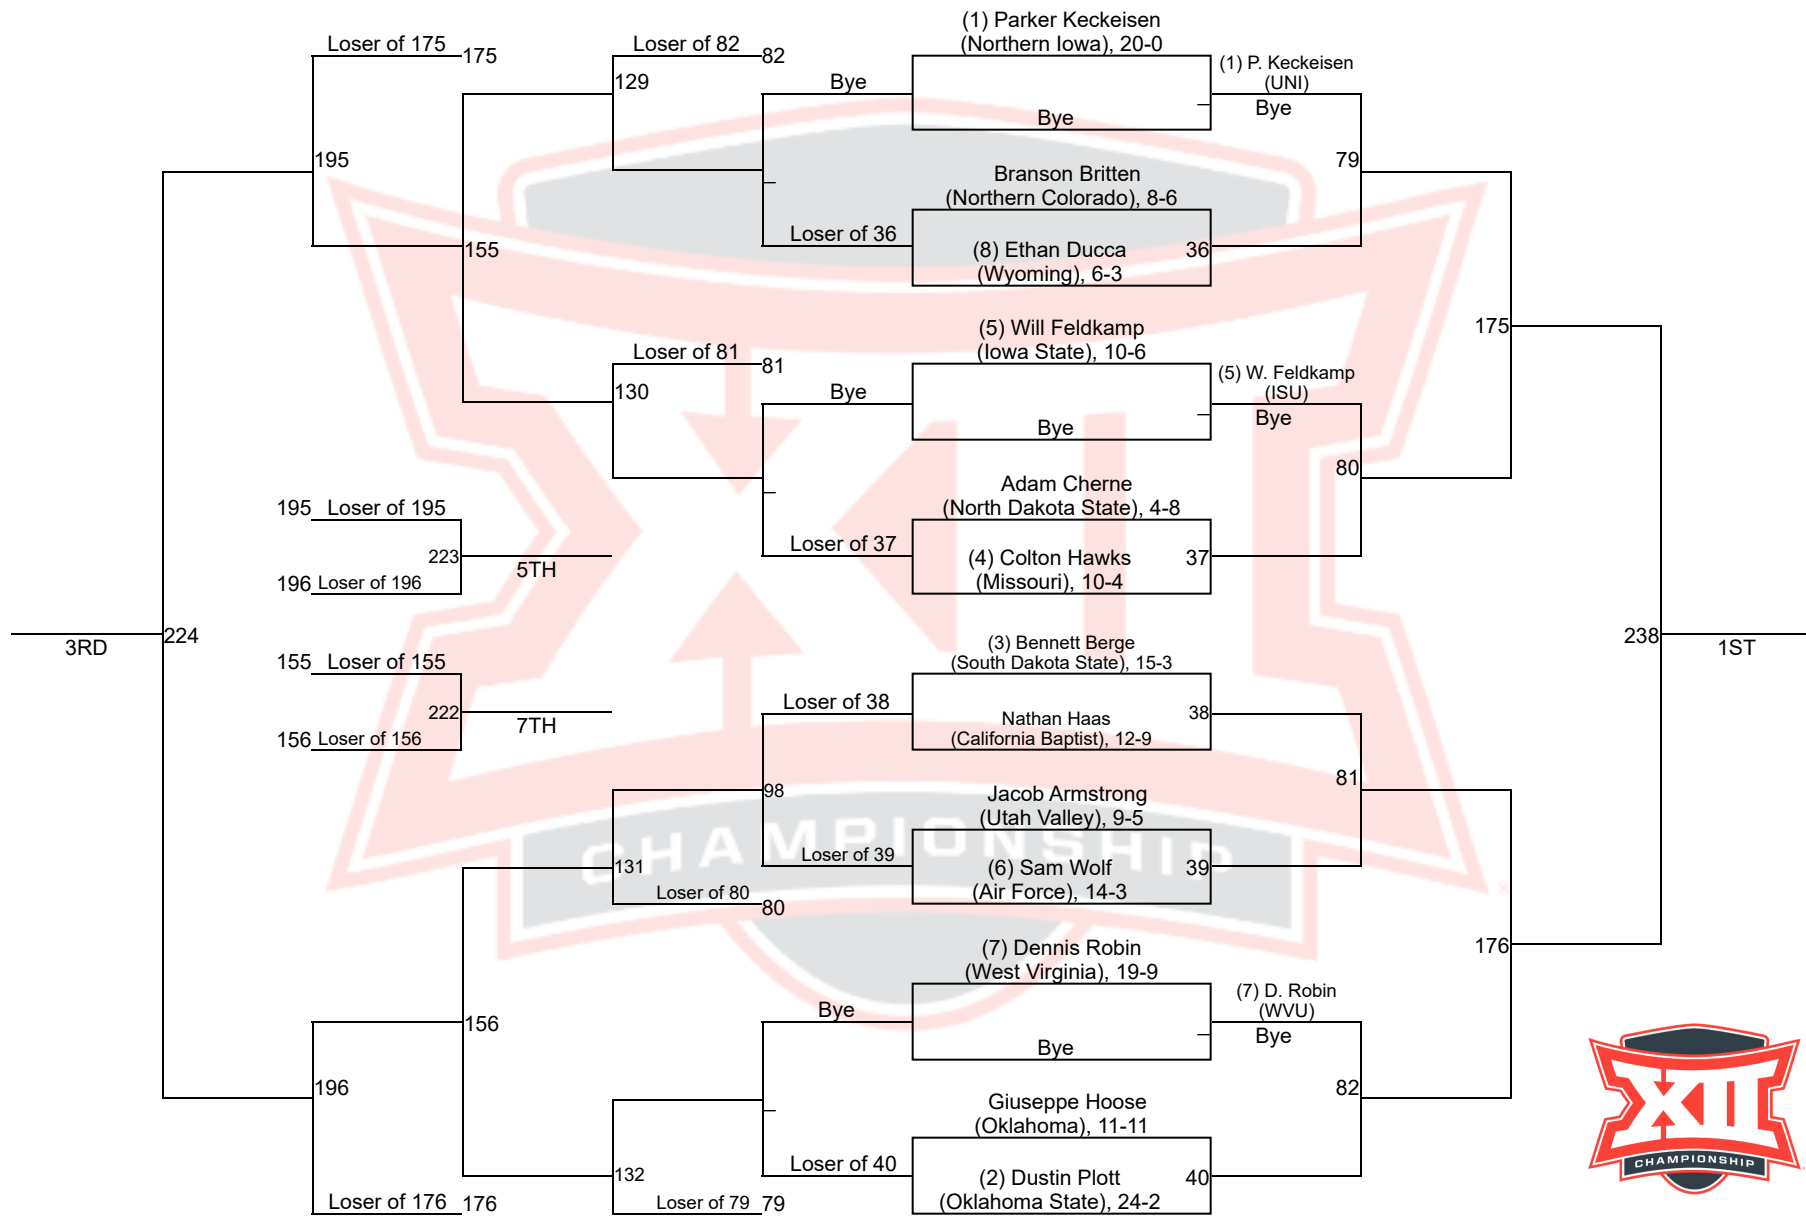 (1) Parker Keckeisen
(Northern Iowa), 20-0
Bye
Branson Britten
(Northern Colorado), 8-6
(8) Ethan Ducca
(Wyoming), 6-3
36
(5) Will Feldkamp
(Iowa State), 10-6
Bye
Adam Cherne
(North Dakota State), 4-8
(4) Colton Hawks
(Missouri), 10-4
37
(3) Bennett Berge
(South Dakota State), 15-3
Nathan Haas
(California Baptist), 12-9
38
Jacob Armstrong
(Utah Valley), 9-5
(6) Sam Wolf
(Air Force), 14-3
39
(7) Dennis Robin
(West Virginia), 19-9
Bye
Giuseppe Hoose
(Oklahoma), 11-11
(2) Dustin Plott
(Oklahoma State), 24-2
40
(1) P. Keckeisen
(UNI)
Bye
79
(5) W. Feldkamp
(ISU)
Bye
80
81
(7) D. Robin
(WVU)
Bye
82
175
176
238
1ST
Bye
Loser of 36
Bye
Loser of 37
Loser of 38
98
Loser of 39
Bye
Loser of 40
Loser of 82
82
129
Loser of 81
81
130
131
Loser of 80
80
132
Loser of 79
79
155
156
Loser of 175
175
195
196
Loser of 176
176
195
Loser of 195
223
5TH
196
Loser of 196
155
Loser of 155
222
7TH
156
Loser of 156
224
3RD
XII
CHAMPIONSHIP
XII
CHAMPIONSHIP